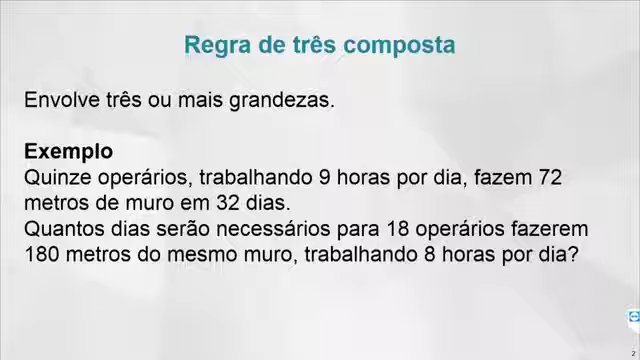 Regra de três composta
Envolve três ou mais grandezas.
Exemplo
Quinze operários, trabalhando 9 horas por dia, fazem 72
metros de muro em 32 dias.
Quantos dias serão necessários para 18 operários fazerem
180 metros do mesmo muro, trabalhando 8 horas por dia?
2